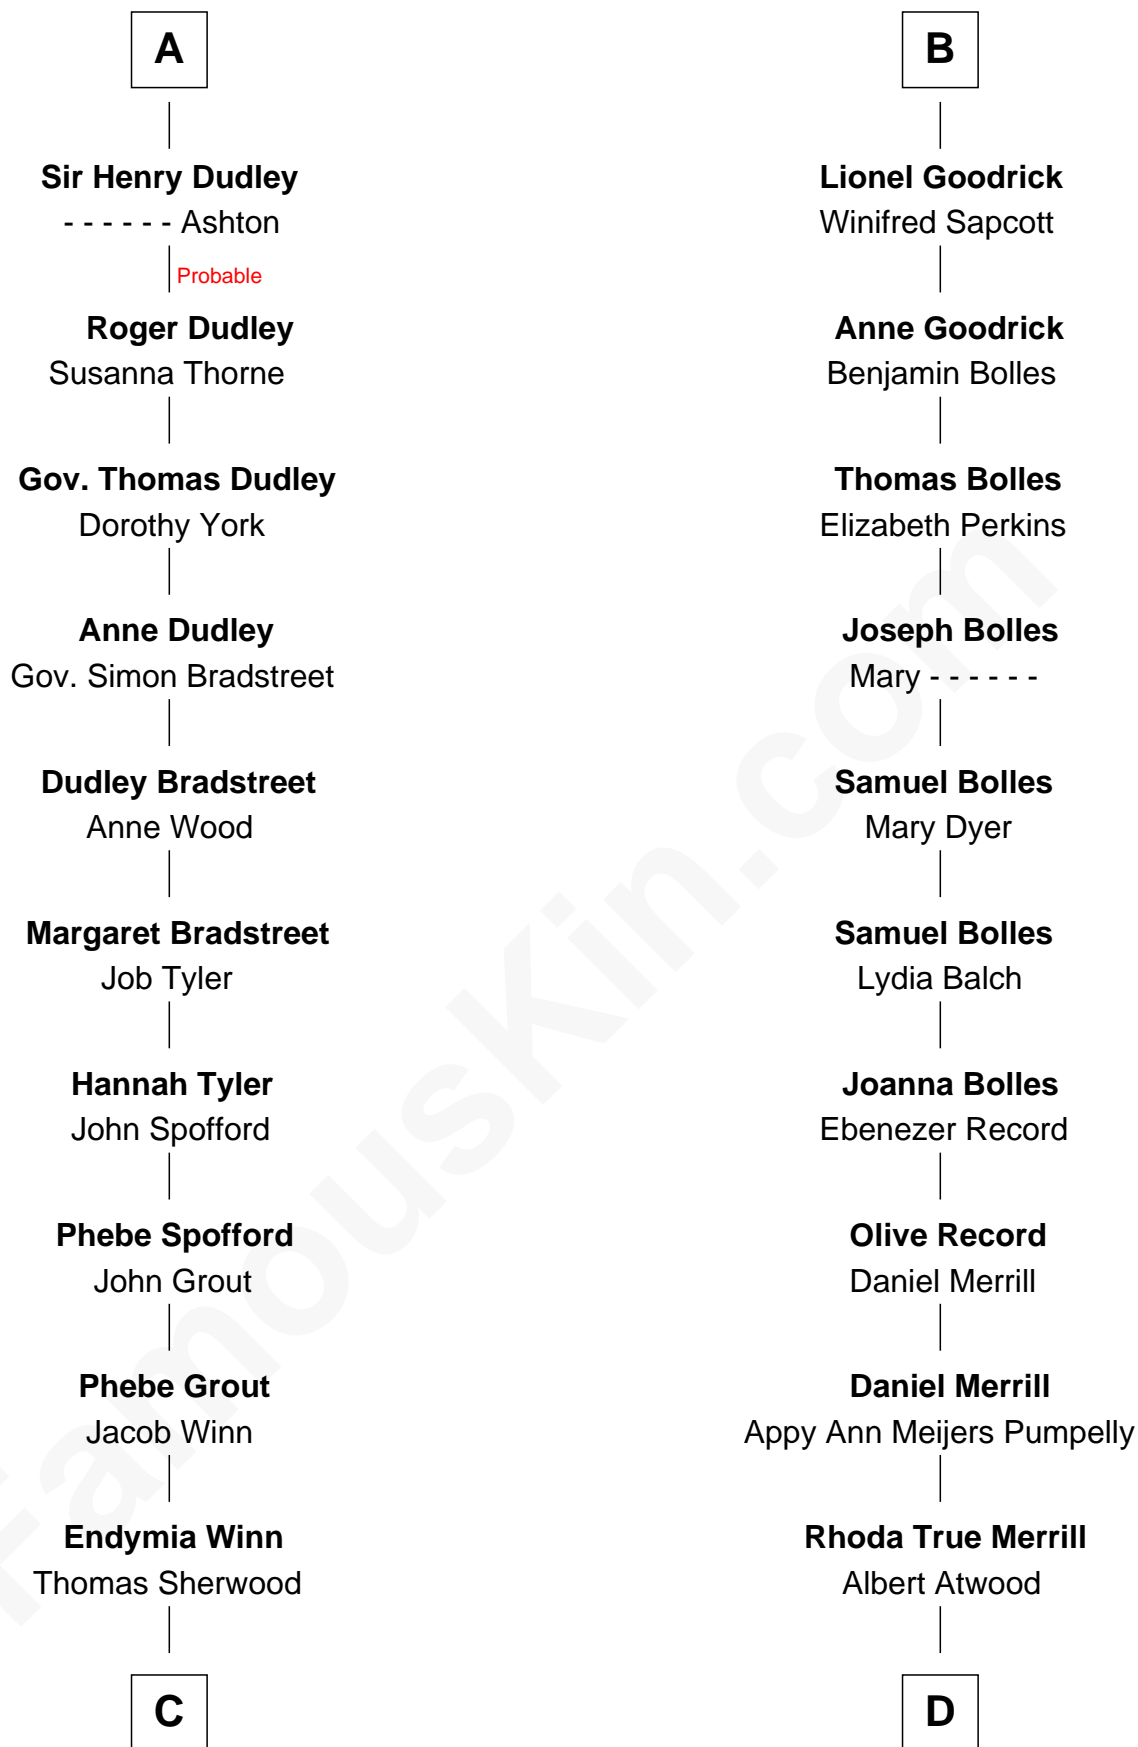 A
Sir Henry Dudley
- - - - - - Ashton
Probable
Roger Dudley
Susanna Thorne
Gov. Thomas Dudley
Dorothy York
Anne Dudley
Gov. Simon Bradstreet
Dudley Bradstreet
Anne Wood
Margaret Bradstreet
Job Tyler
Hannah Tyler
John Spofford
Phebe Spofford
John Grout
Phebe Grout
Jacob Winn
Endymia Winn
Thomas Sherwood
C
B
Lionel Goodrick
Winifred Sapcott
Anne Goodrick
Benjamin Bolles
Thomas Bolles
Elizabeth Perkins
Joseph Bolles
Mary - - - - - -
Samuel Bolles
Mary Dyer
Samuel Bolles
Lydia Balch
Joanna Bolles
Ebenezer Record
Olive Record
Daniel Merrill
Daniel Merrill
Appy Ann Meijers Pumpelly
Rhoda True Merrill
Albert Atwood
D
FamousKin.com